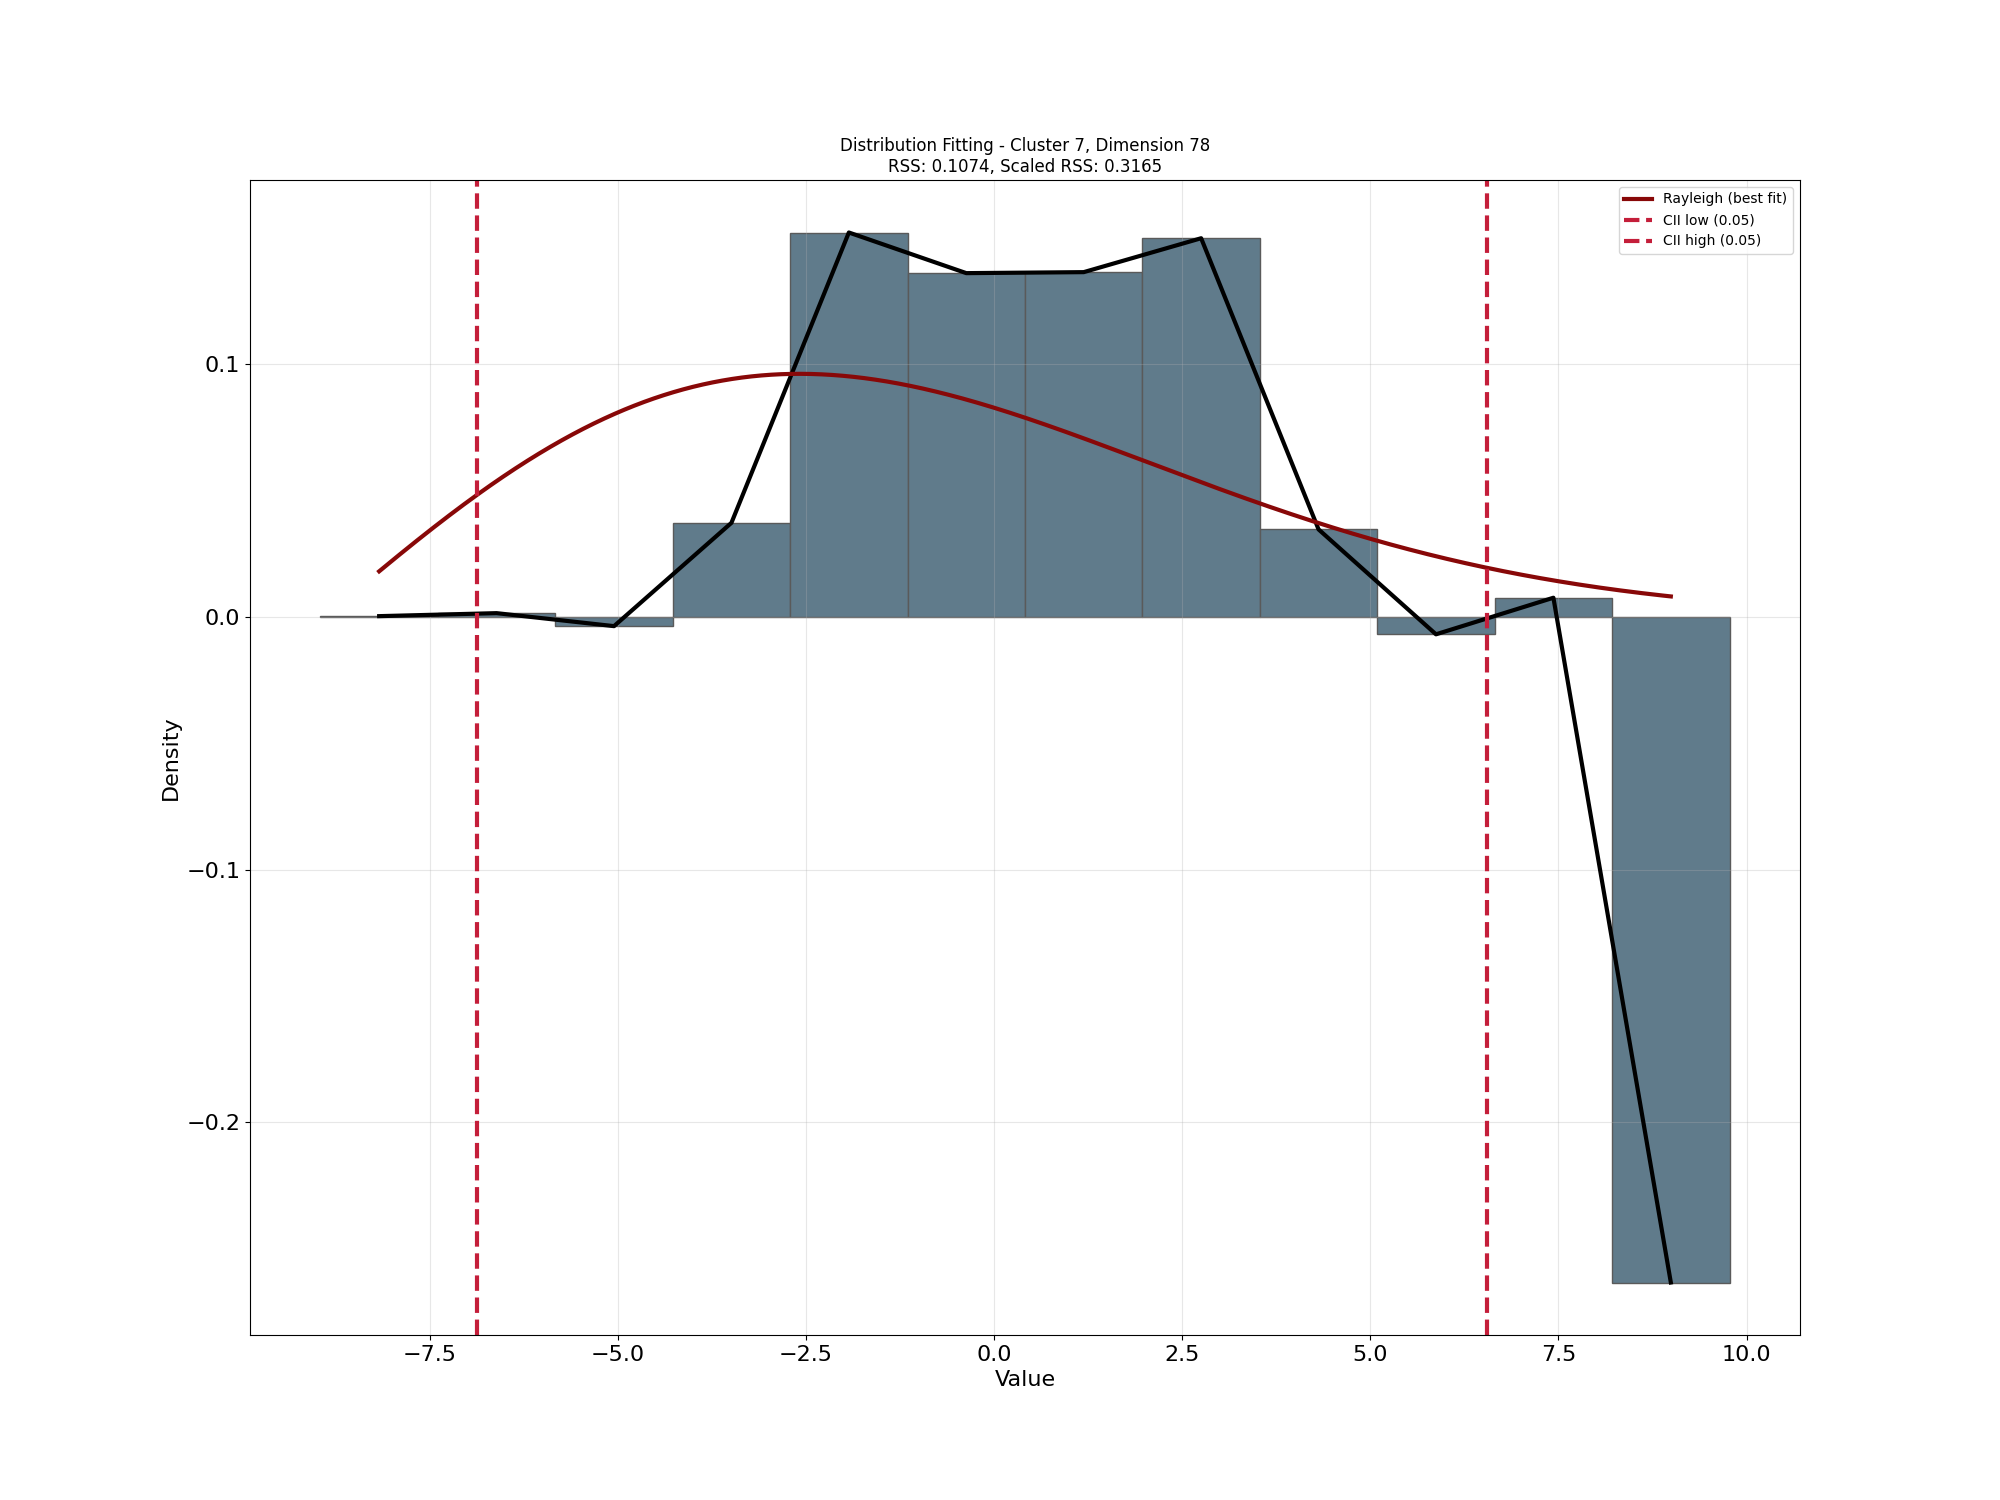 Distribution Fitting - Cluster 7, Dimension 78
RSS: 0.1074, Scaled RSS: 0.3165
Rayleigh (best fit)
CII low (0.05)
CII high (0.05)
0.1
0.0
−0.1
−0.2
Density
−7.5
−5.0
−2.5
0.0
2.5
5.0
7.5
10.0
Value